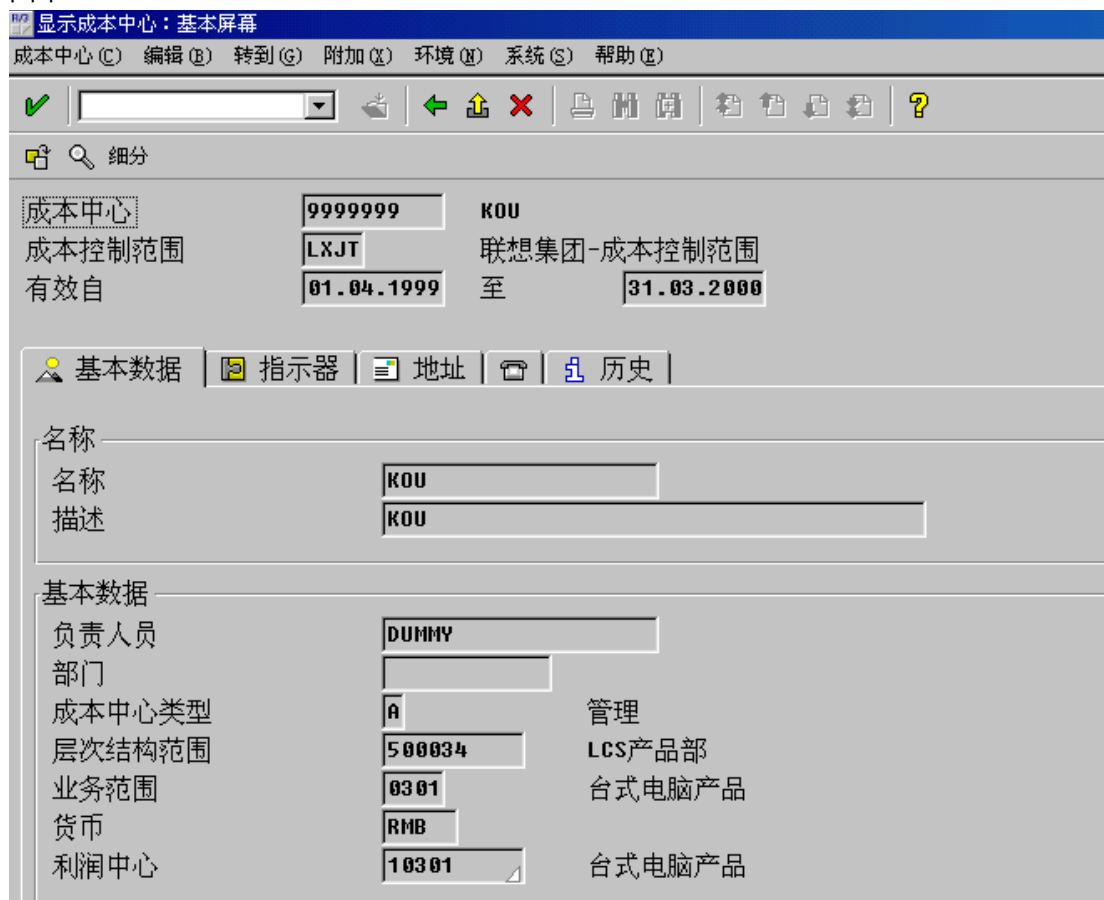 显示成本中心：基本屏幕
成本中心(C) 编辑(B) 转到(G) 附加(X) 环境(N) 系统(S) 帮助(E)
细分
成本中心 9999999 KOU
成本控制范围 LXJT 联想集团-成本控制范围
有效自 01.04.1999 至 31.03.2000
基本数据 指示器 地址 历史
名称
名称 KOU
描述 KOU
基本数据
负责人员 DUMMY
部门
成本中心类型 A 管理
层次结构范围 500034 LCS产品部
业务范围 0301 台式电脑产品
货币 RMB
利润中心 10301 台式电脑产品